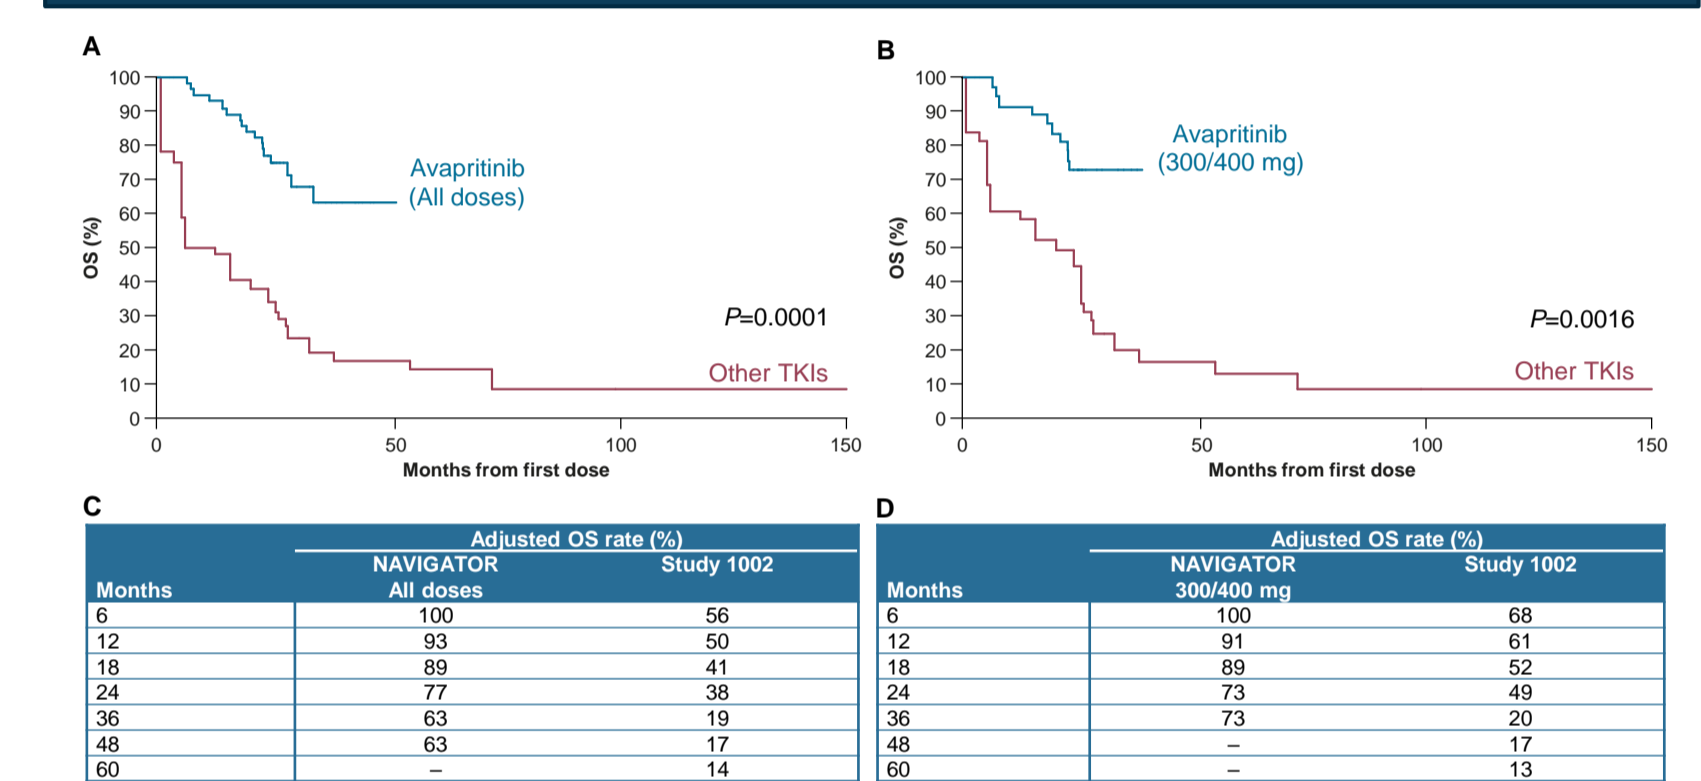 A
100
90
80
70
60
50
40
30
20
10
0
OS (%)
Avapritinib
(All doses)
P=0.0001
Other TKIs
0 50 100 150
Months from first dose
B
100
90
80
70
60
50
40
30
20
10
0
OS (%)
Avapritinib
(300/400 mg)
P=0.0016
Other TKIs
0 50 100 150
Months from first dose
C
Adjusted OS rate (%)
NAVIGATOR Study 1002
Months All doses
6 100 56
12 93 50
18 89 41
24 77 38
36 63 19
48 63 17
60 – 14
D
Adjusted OS rate (%)
NAVIGATOR Study 1002
Months 300/400 mg
6 100 68
12 91 61
18 89 52
24 73 49
36 73 20
48 – 17
60 – 13